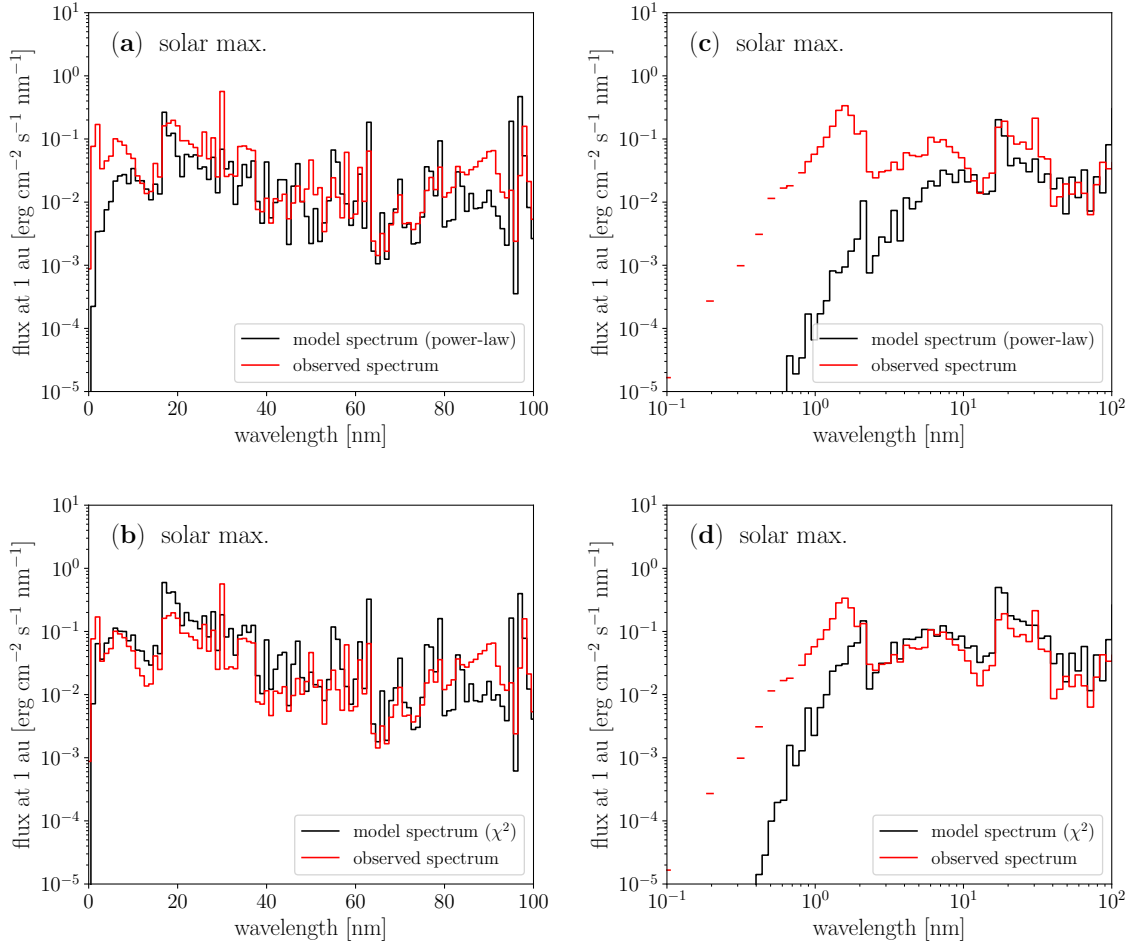 (a) solar max.
10^1
10^0
10^-1
10^-2
10^-3
10^-4
10^-5
flux at 1 au [erg cm^-2 s^-1 nm^-1]
model spectrum (power-law)
observed spectrum
0 20 40 60 80 100
wavelength [nm]
(c) solar max.
10^1
10^0
10^-1
10^-2
10^-3
10^-4
10^-5
flux at 1 au [erg cm^-2 s^-1 nm^-1]
model spectrum (power-law)
observed spectrum
10^-1 10^0 10^1 10^2
wavelength [nm]
(b) solar max.
10^1
10^0
10^-1
10^-2
10^-3
10^-4
10^-5
flux at 1 au [erg cm^-2 s^-1 nm^-1]
model spectrum (χ^2)
observed spectrum
0 20 40 60 80 100
wavelength [nm]
(d) solar max.
10^1
10^0
10^-1
10^-2
10^-3
10^-4
10^-5
flux at 1 au [erg cm^-2 s^-1 nm^-1]
model spectrum (χ^2)
observed spectrum
10^-1 10^0 10^1 10^2
wavelength [nm]